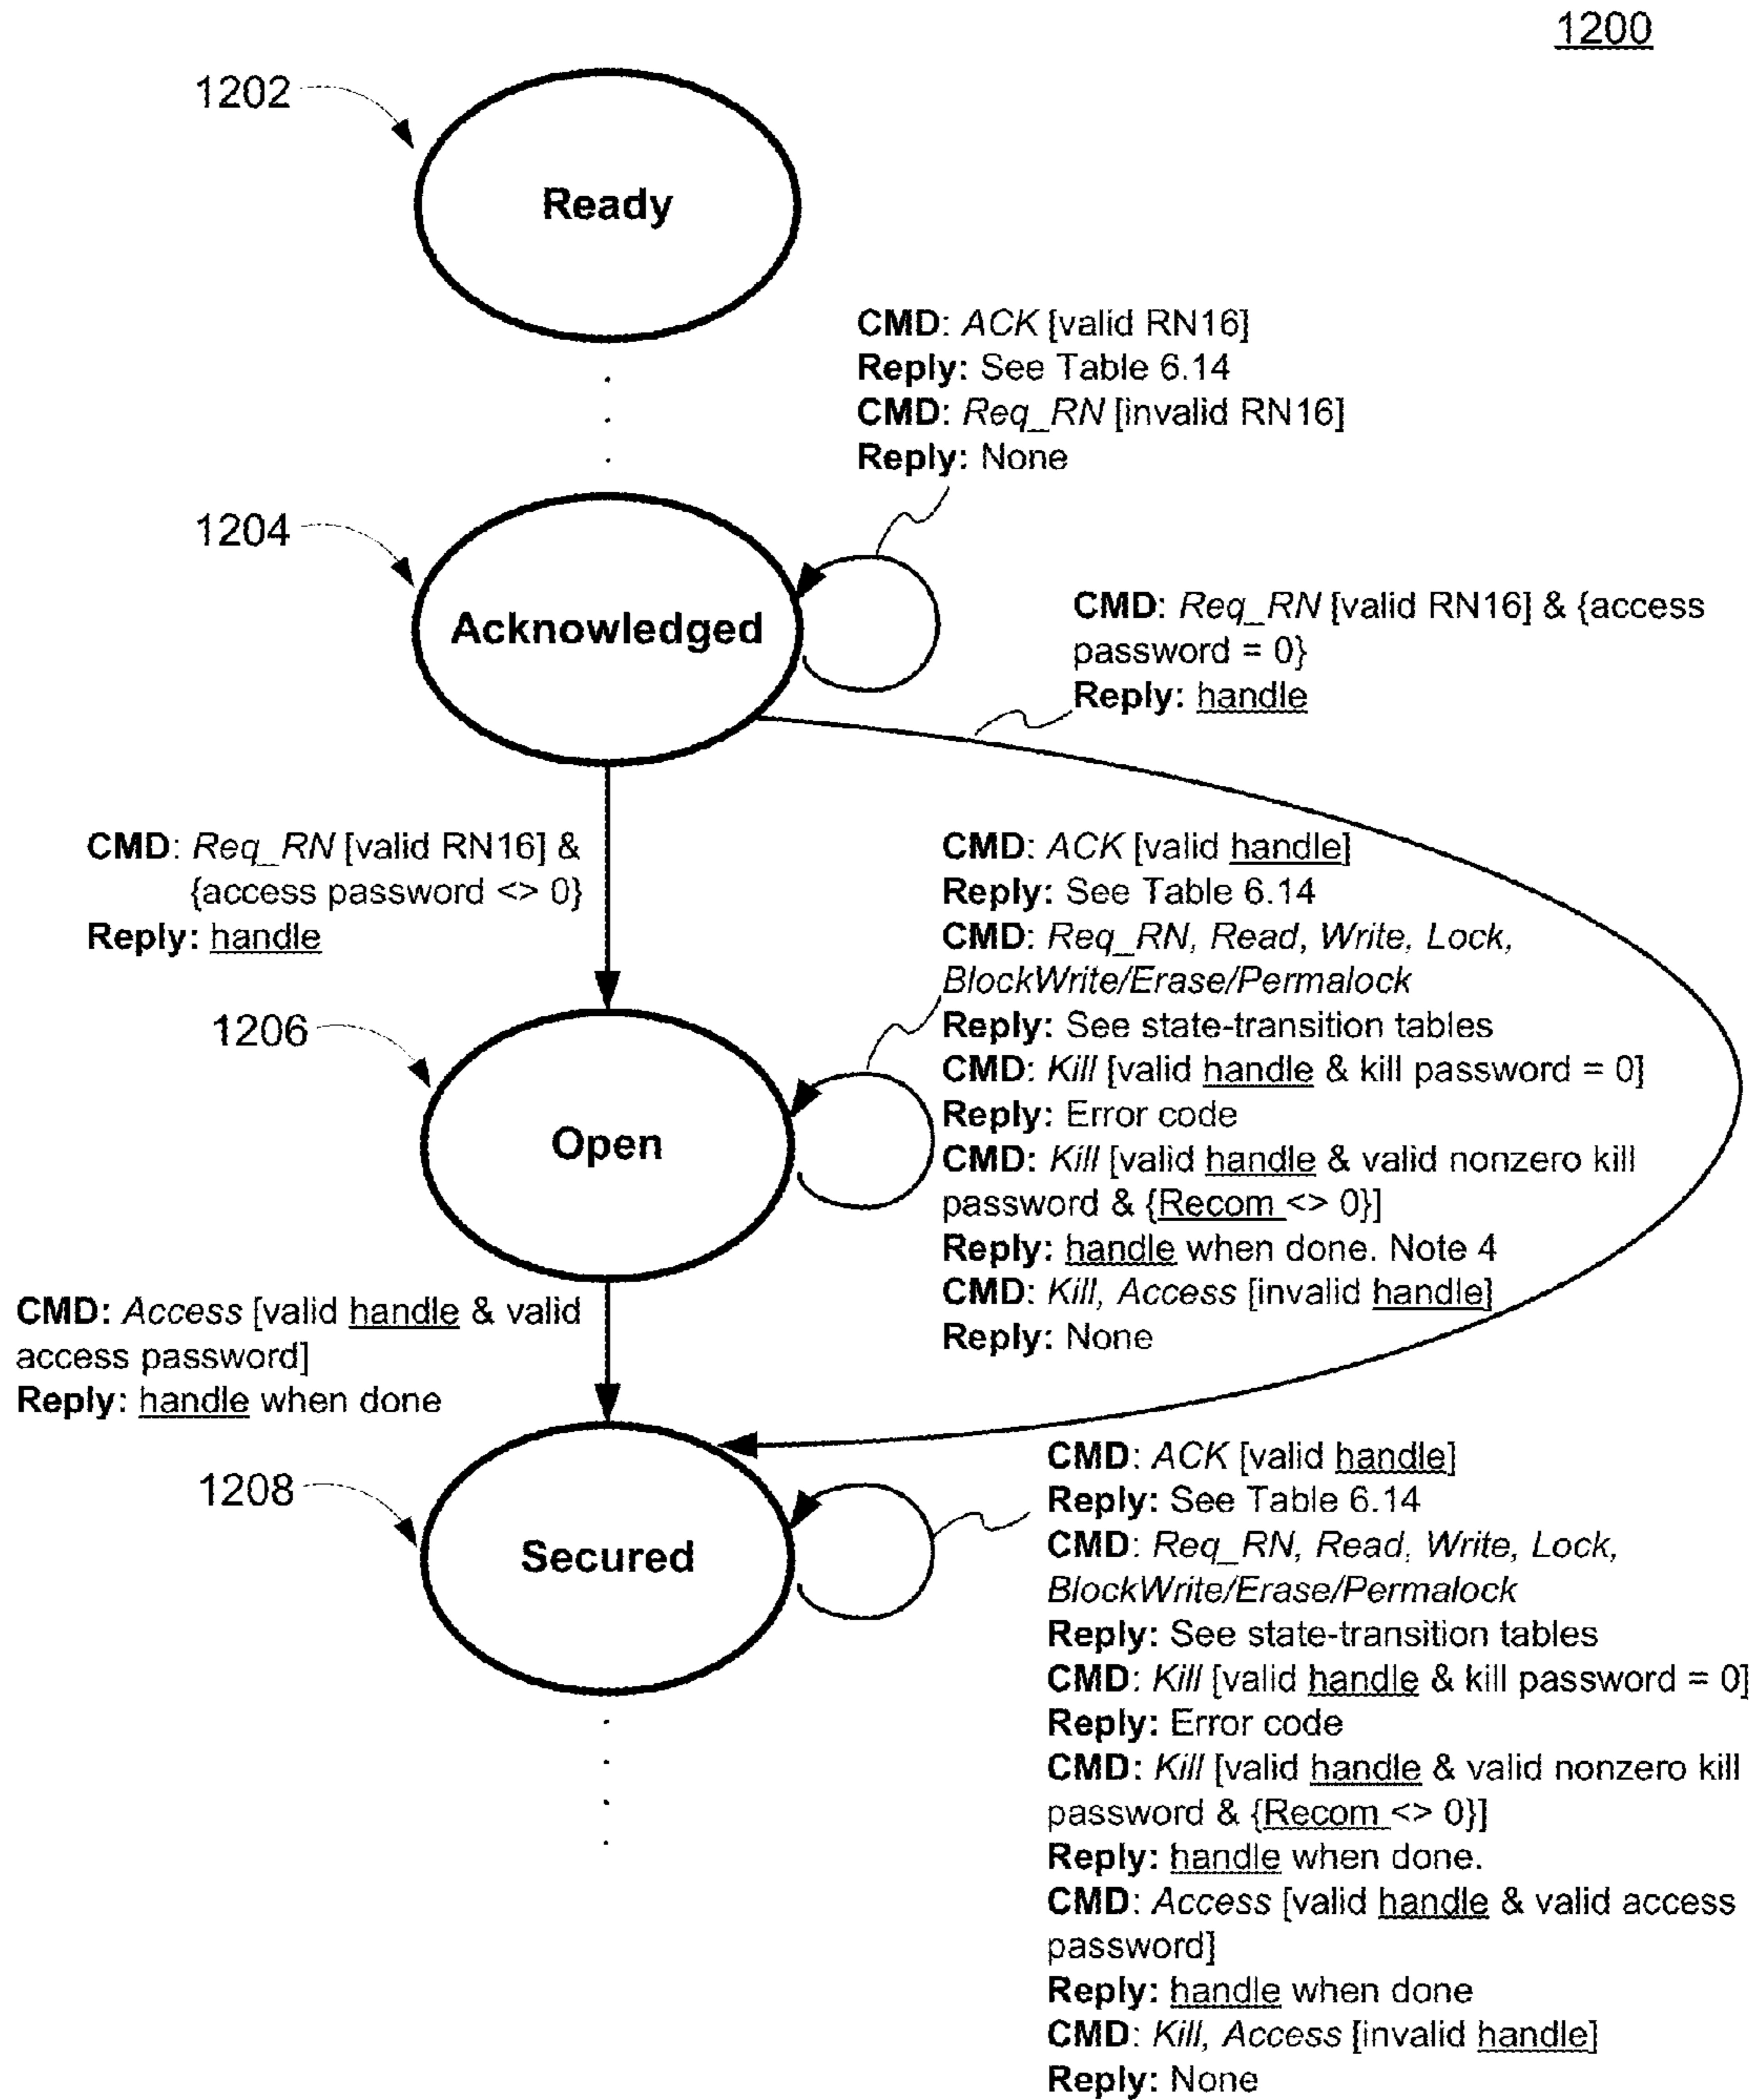 1200
1202
Ready
CMD: ACK [valid RN16]
Reply: See Table 6.14
CMD: Req_RN [invalid RN16]
Reply: None
1204
Acknowledged
CMD: Req_RN [valid RN16] & {access
password = 0}
Reply: handle
CMD: Req_RN [valid RN16] &
{access password <> 0}
Reply: handle
CMD: ACK [valid handle]
Reply: See Table 6.14
CMD: Req_RN, Read, Write, Lock,
BlockWrite/Erase/Permalock
Reply: See state-transition tables
CMD: Kill [valid handle & kill password = 0]
Reply: Error code
CMD: Kill [valid handle & valid nonzero kill
password & {Recom <> 0}]
Reply: handle when done. Note 4
CMD: Kill, Access [invalid handle]
Reply: None
1206
Open
CMD: Access [valid handle & valid
access password]
Reply: handle when done
1208
Secured
CMD: ACK [valid handle]
Reply: See Table 6.14
CMD: Req_RN, Read, Write, Lock,
BlockWrite/Erase/Permalock
Reply: See state-transition tables
CMD: Kill [valid handle & kill password = 0]
Reply: Error code
CMD: Kill [valid handle & valid nonzero kill
password & {Recom <> 0}]
Reply: handle when done.
CMD: Access [valid handle & valid access
password]
Reply: handle when done
CMD: Kill, Access [invalid handle]
Reply: None